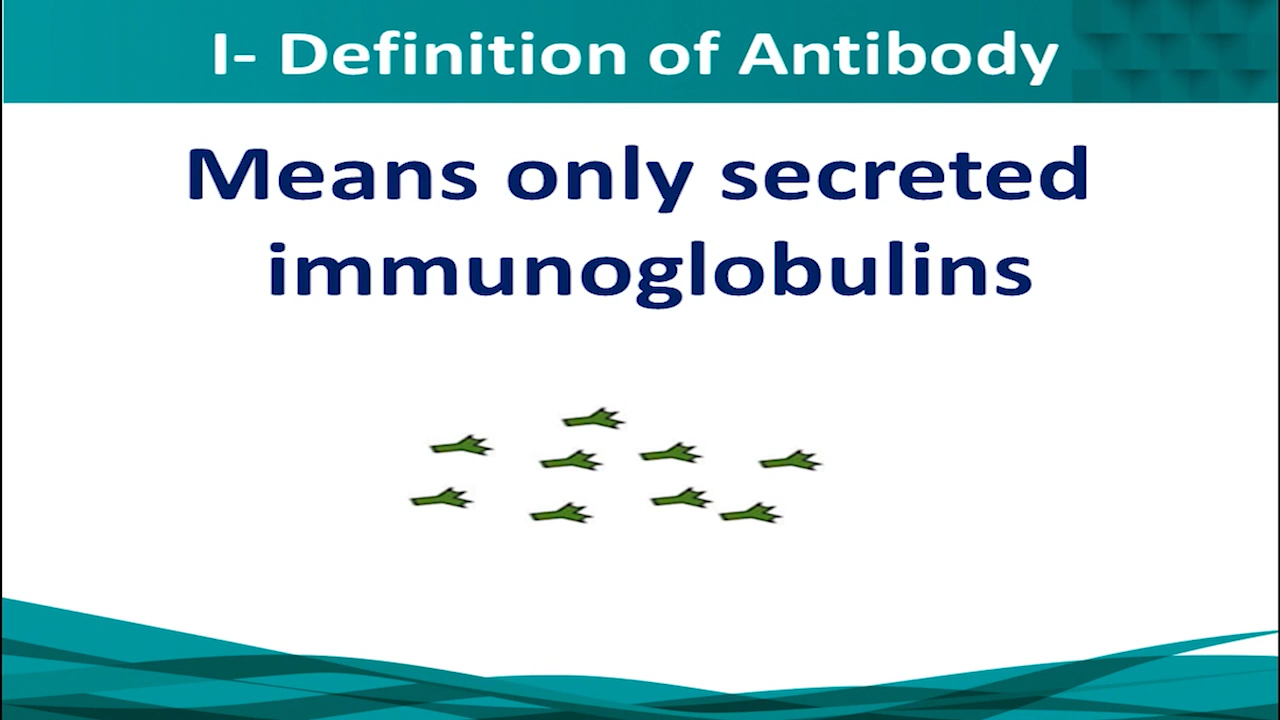 I- Definition of Antibody
Means only secreted
immunoglobulins